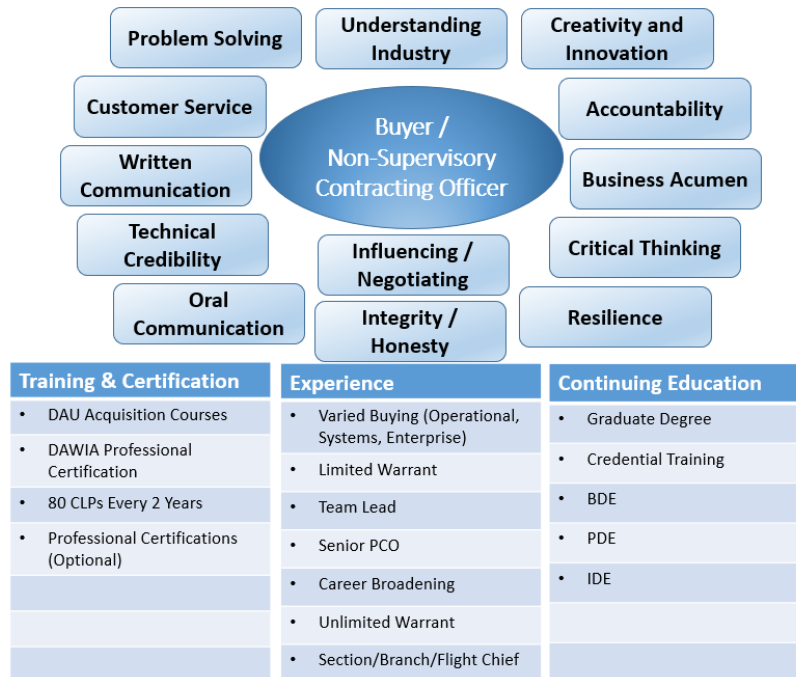 Problem Solving
Understanding
Industry
Creativity and
Innovation
Customer Service
Buyer /
Non-Supervisory
Contracting Officer
Accountability
Written
Communication
Business Acumen
Technical
Credibility
Influencing /
Negotiating
Critical Thinking
Oral
Communication
Integrity /
Honesty
Resilience
Training & Certification
• DAU Acquisition Courses
• DAWIA Professional
Certification
• 80 CLPs Every 2 Years
• Professional Certifications
(Optional)
Experience
• Varied Buying (Operational,
Systems, Enterprise)
• Limited Warrant
• Team Lead
• Senior PCO
• Career Broadening
• Unlimited Warrant
• Section/Branch/Flight Chief
Continuing Education
• Graduate Degree
• Credential Training
• BDE
• PDE
• IDE